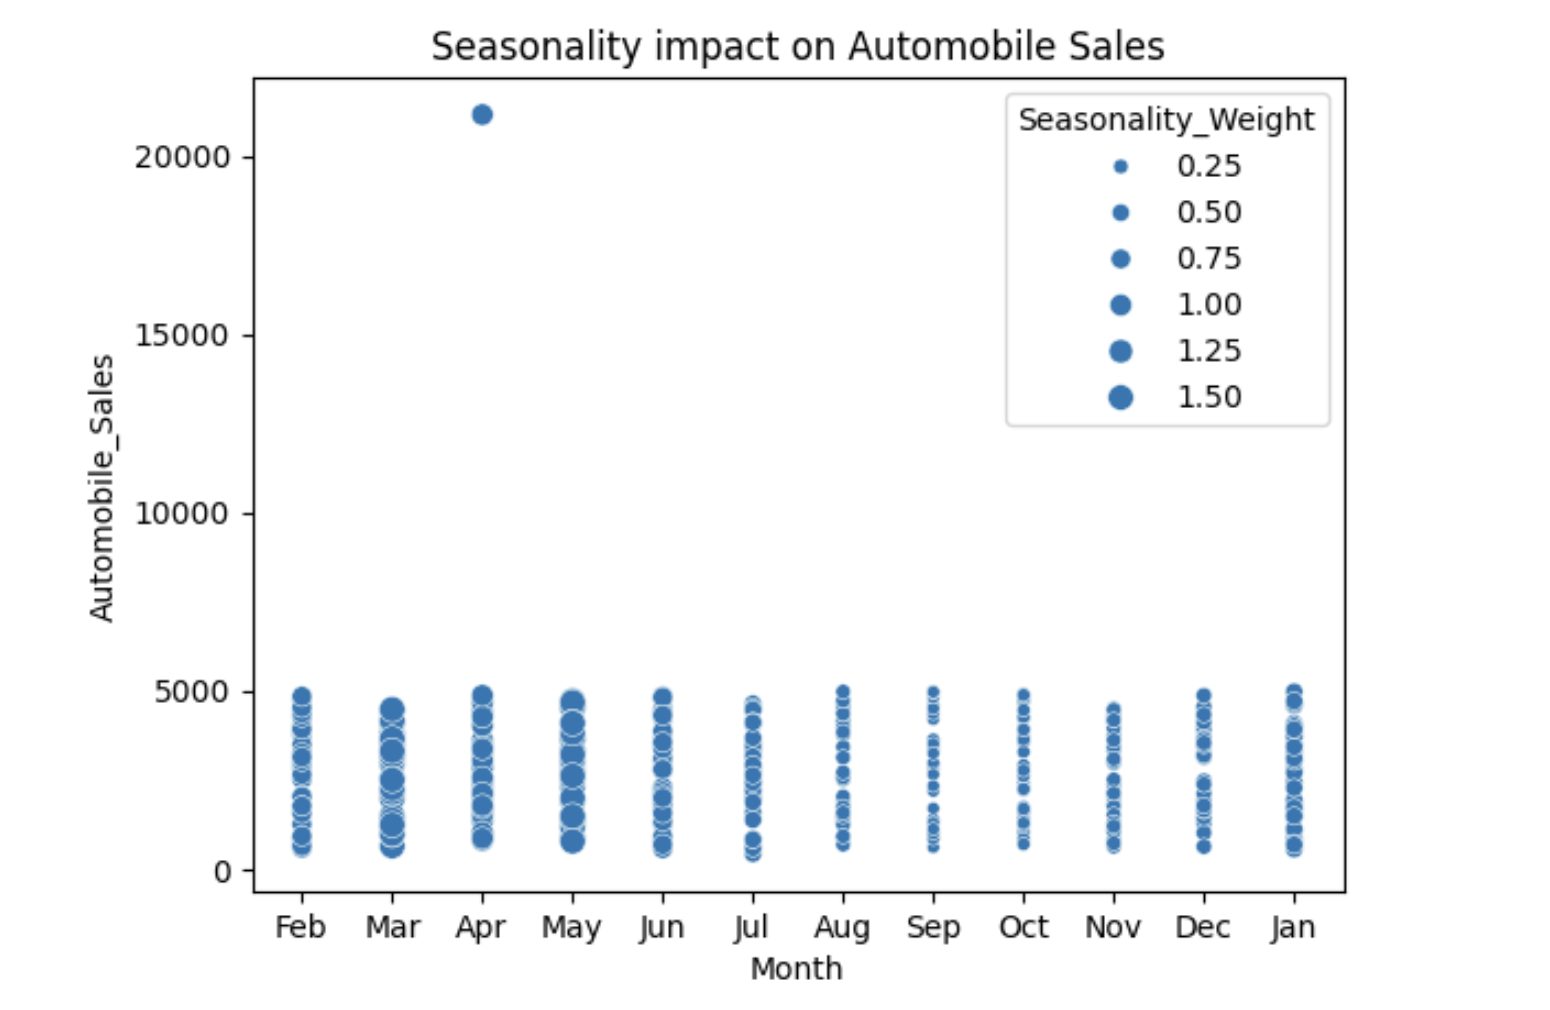 Seasonality impact on Automobile Sales
Seasonality_Weight
0.25
0.50
0.75
1.00
1.25
1.50
Automobile_Sales
20000
15000
10000
5000
0
Feb Mar Apr May Jun Jul Aug Sep Oct Nov Dec Jan
Month